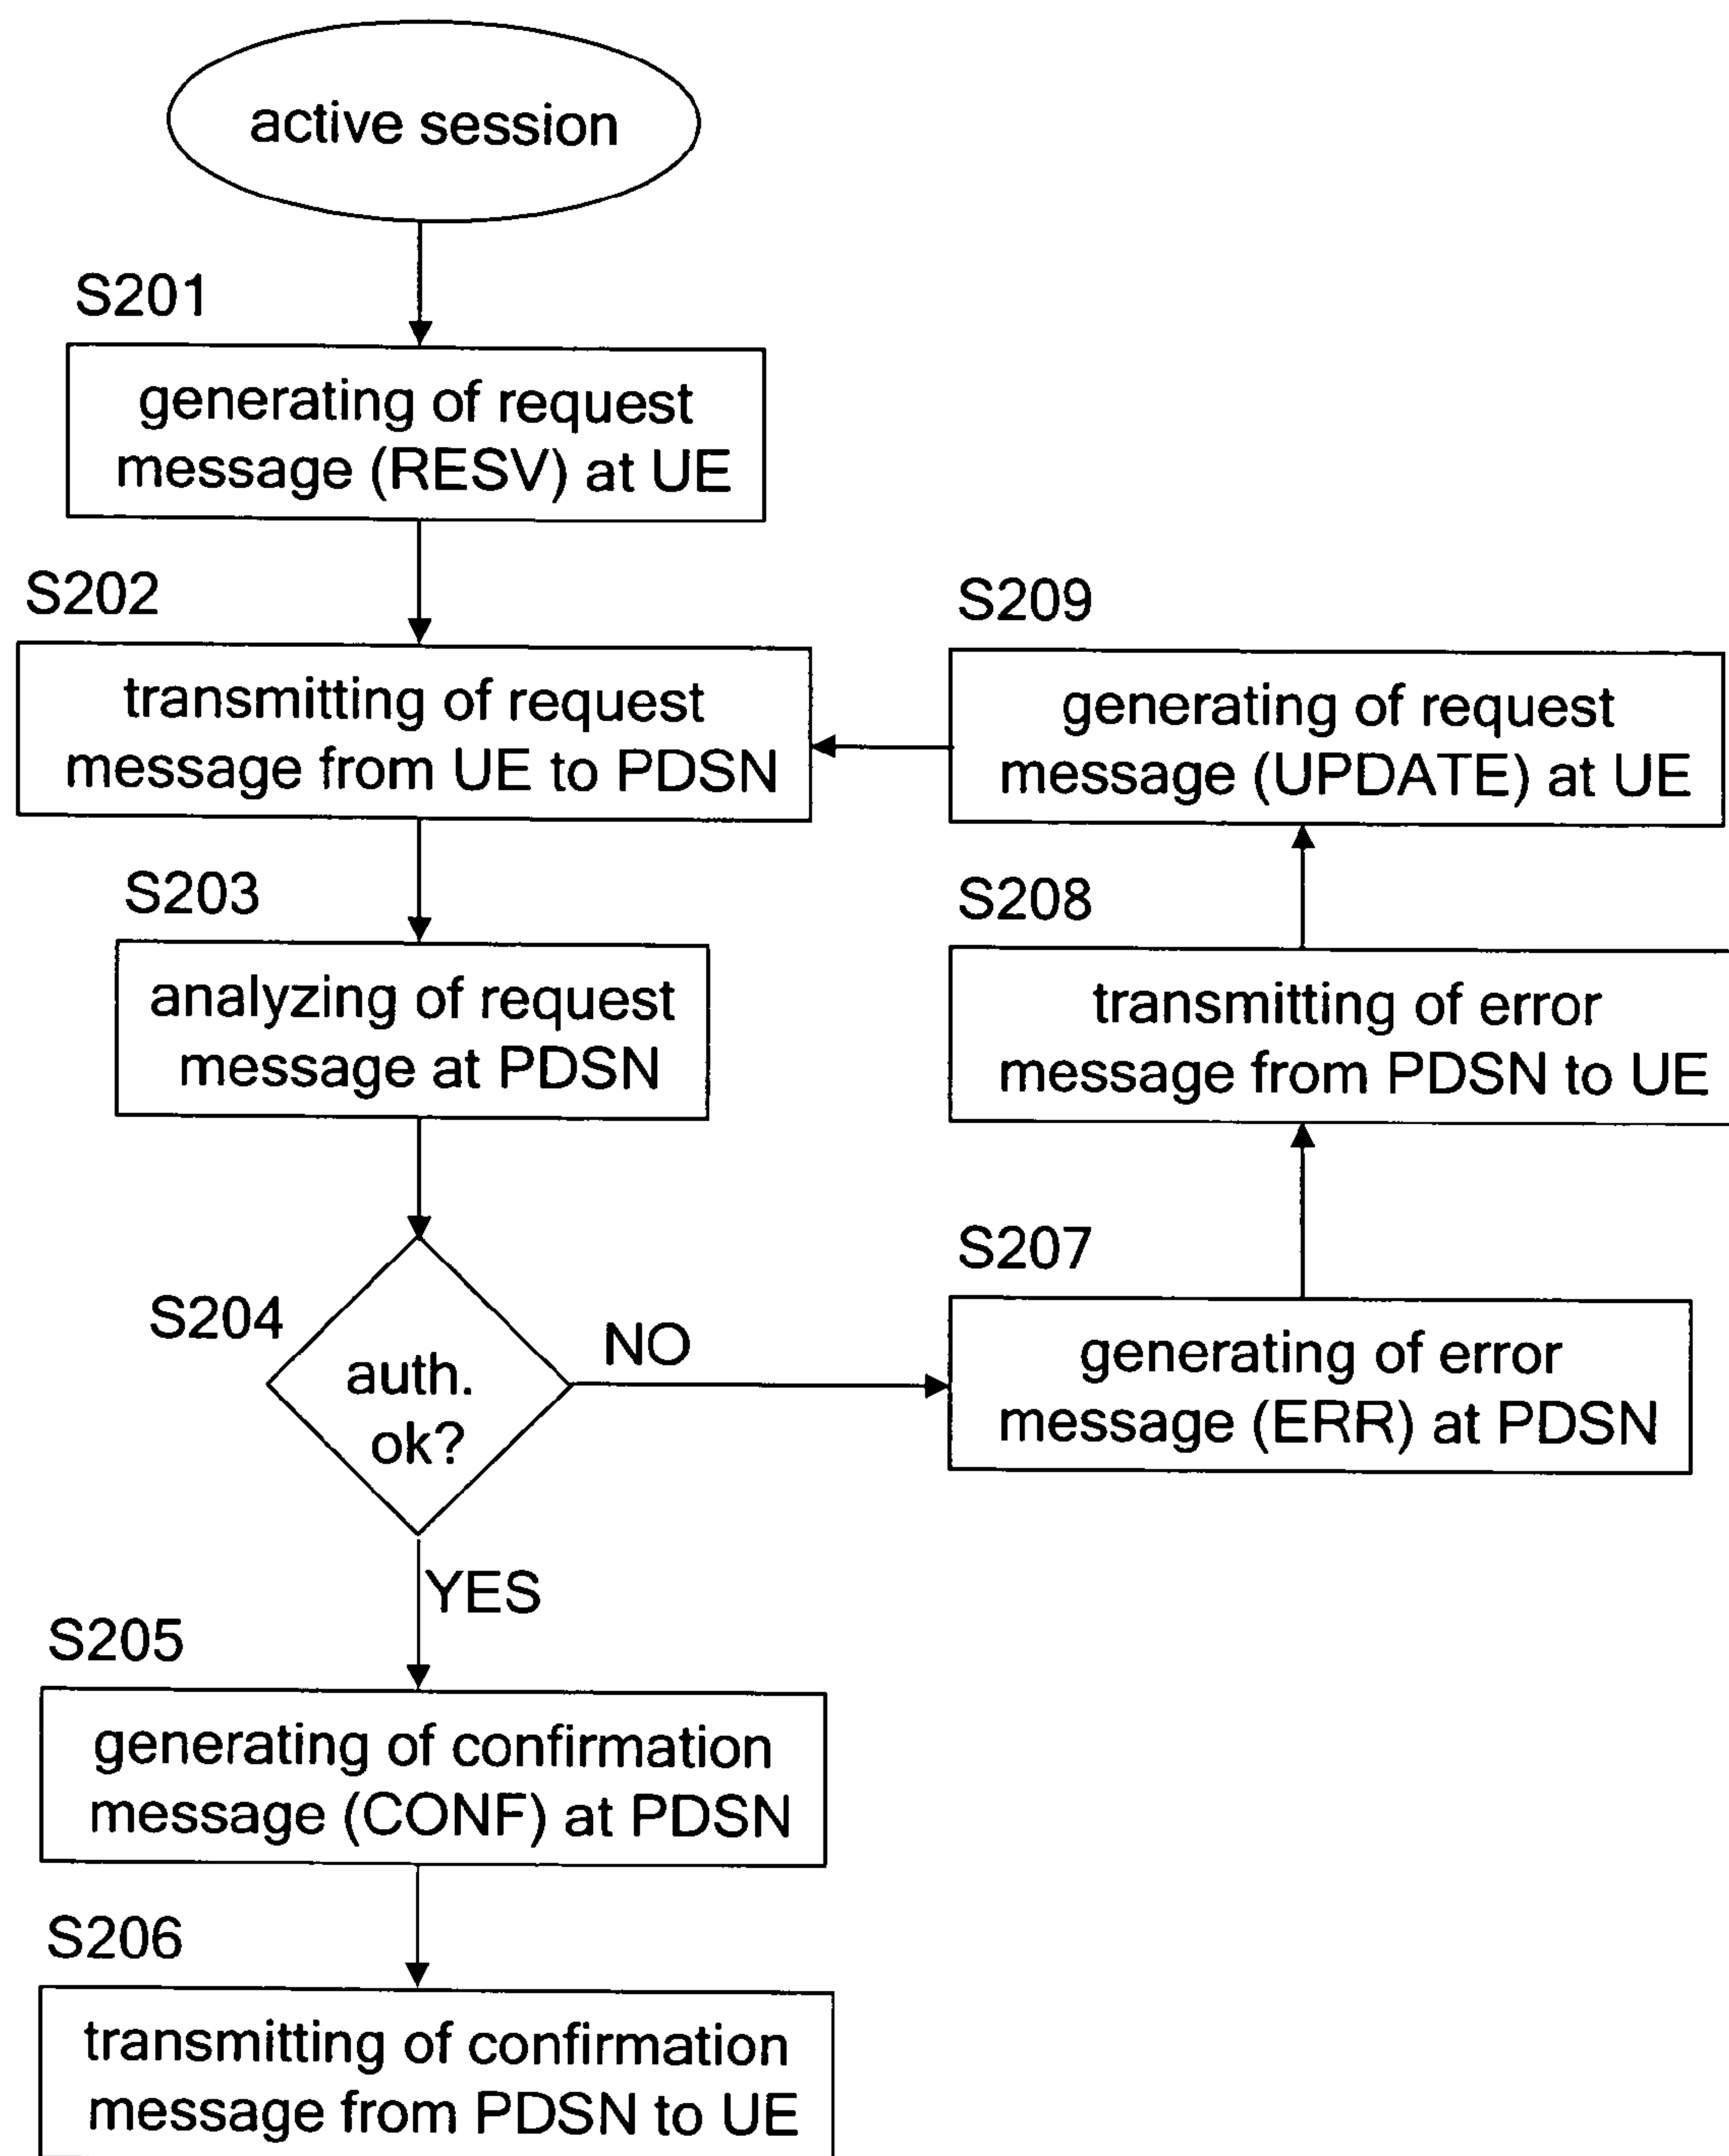 active session
S201
generating of request
message (RESV) at UE
S202
transmitting of request
message from UE to PDSN
S203
analyzing of request
message at PDSN
S204
auth.
ok?
NO
YES
S205
generating of confirmation
message (CONF) at PDSN
S206
transmitting of confirmation
message from PDSN to UE
S207
generating of error
message (ERR) at PDSN
S208
transmitting of error
message from PDSN to UE
S209
generating of request
message (UPDATE) at UE